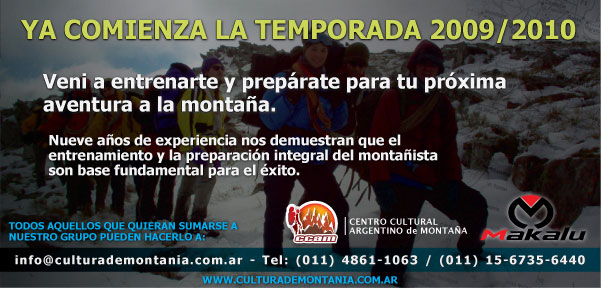 YA COMIENZA LA TEMPORADA 2009/2010
Veni a entrenarte y prepárate para tu próxima
aventura a la montaña.
Nueve años de experiencia nos demuestran que el
entrenamiento y la preparación integral del montañista
son base fundamental para el éxito.
TODOS AQUELLOS QUE QUIERAN SUMARSE A
NUESTRO GRUPO PUEDEN HACERLO A:
ccam
CENTRO CULTURAL
ARGENTINO DE MONTAÑA
Makalu
info@culturademontania.com.ar - Tel: (011) 4861-1063 / (011) 15-6735-6440
WWW.CULTURADEMONTANIA.COM.AR